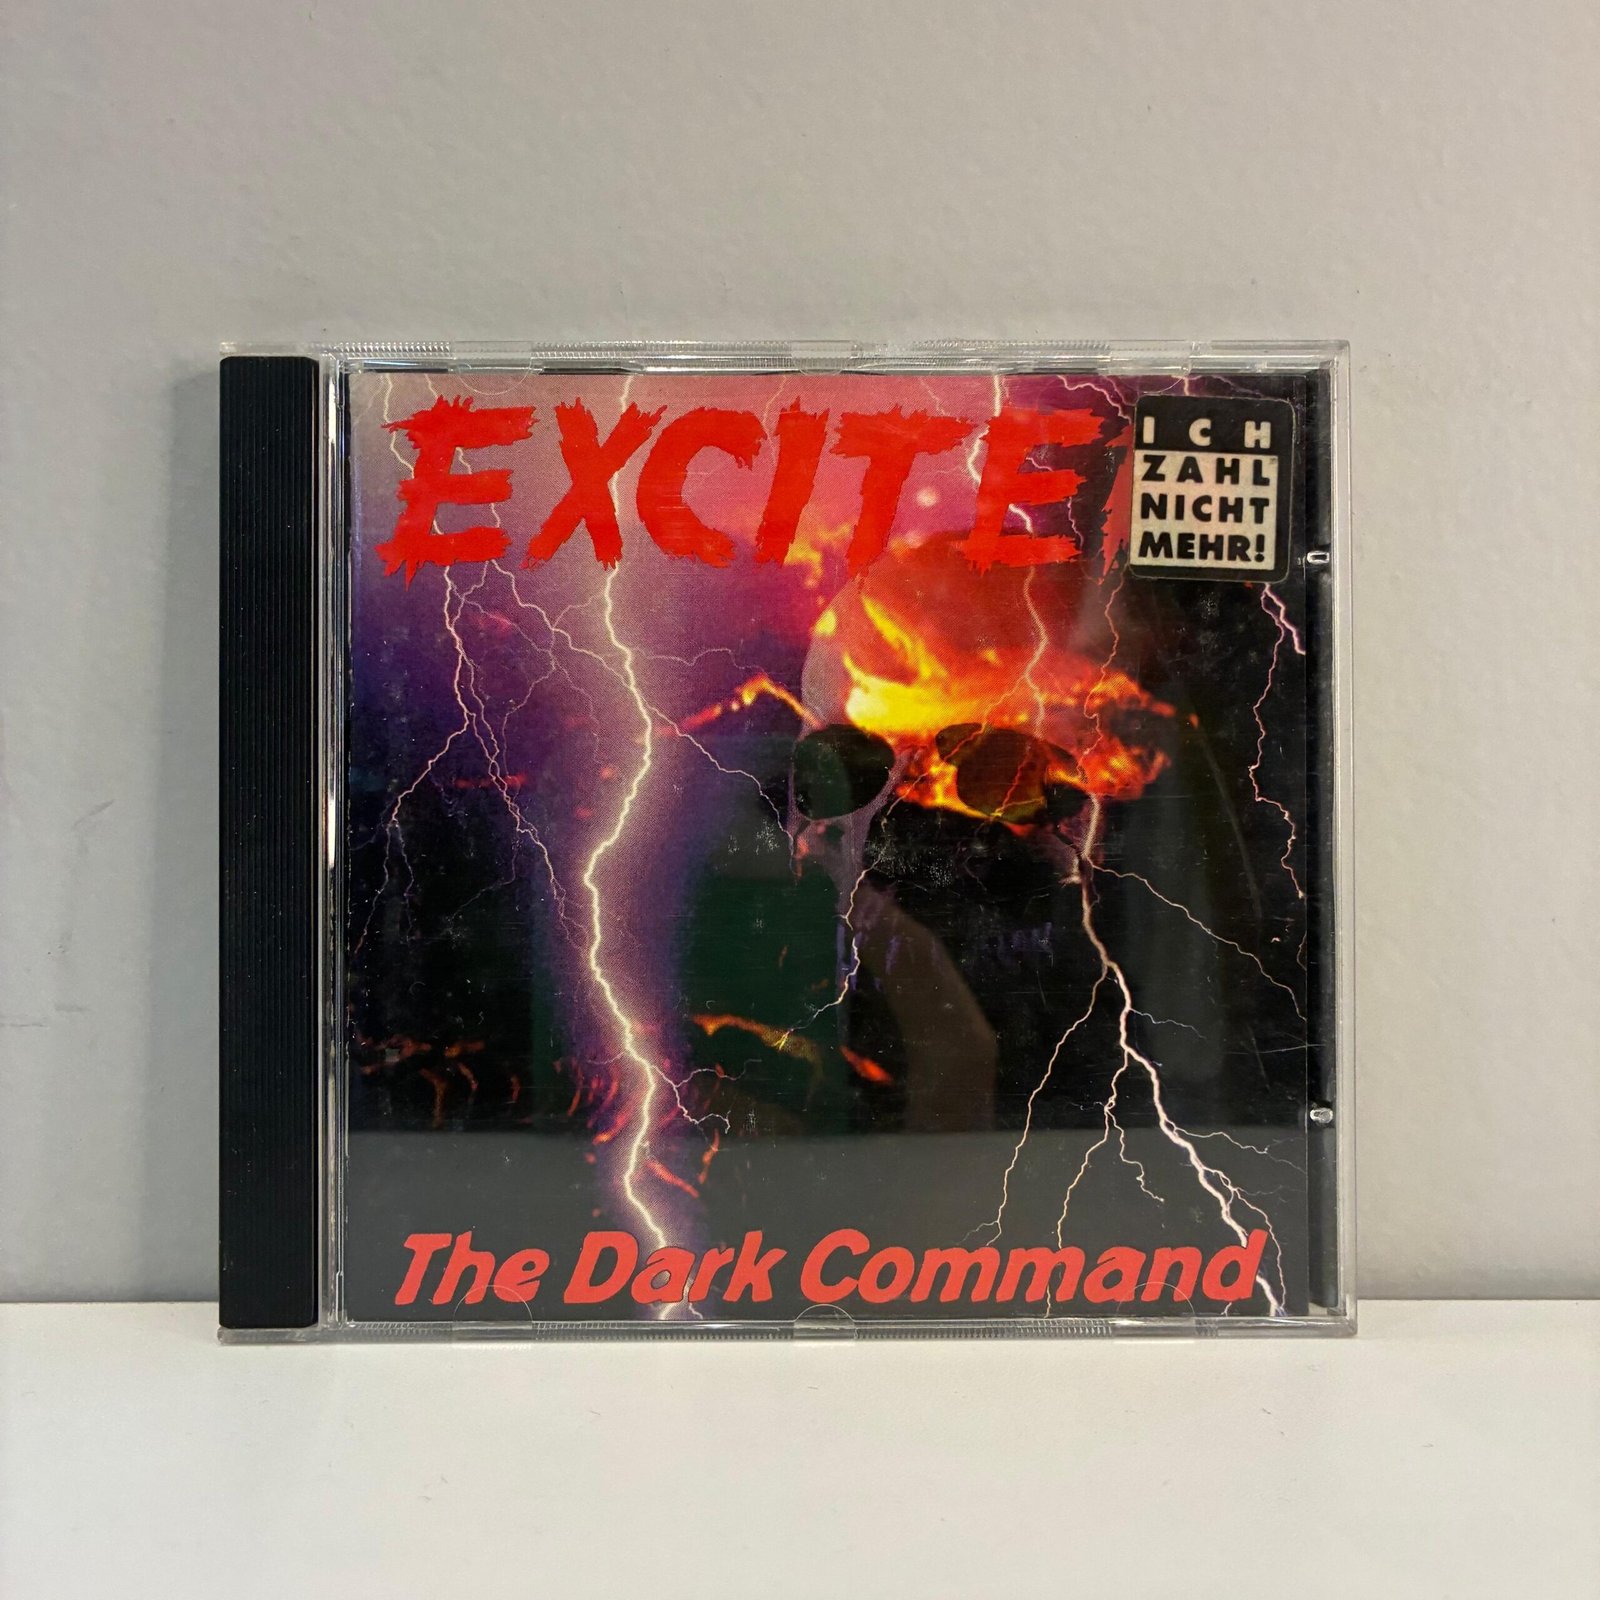 EXCITE
ICH
ZAHL
NICHT
MEHR!
The Dark Command